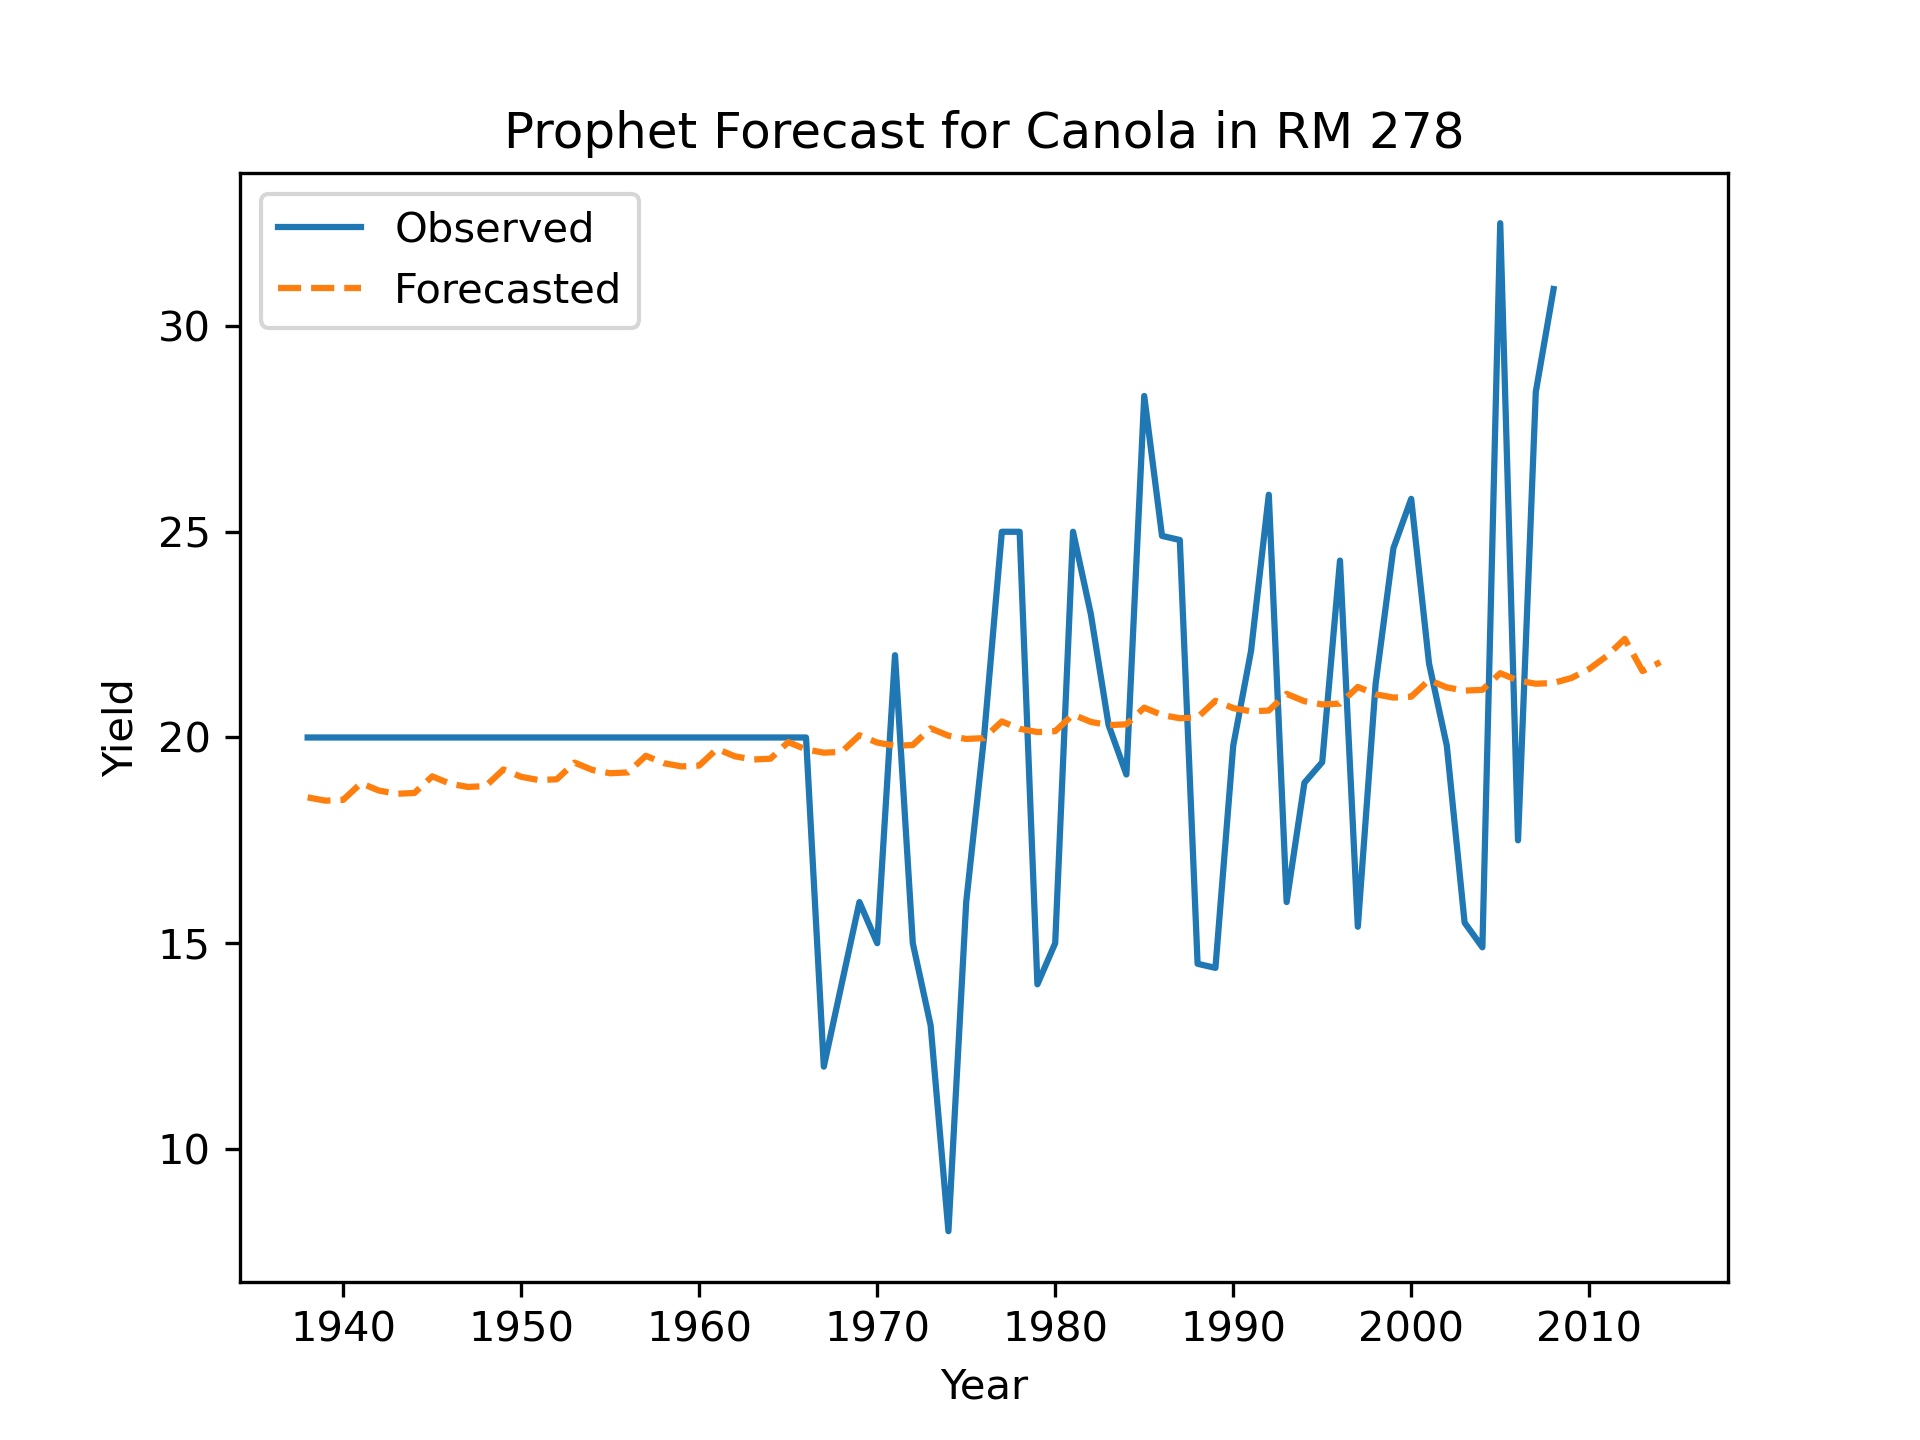 Prophet Forecast for Canola in RM 278
Observed
Forecasted
30
25
20
15
10
Yield
1940 1950 1960 1970 1980 1990 2000 2010
Year